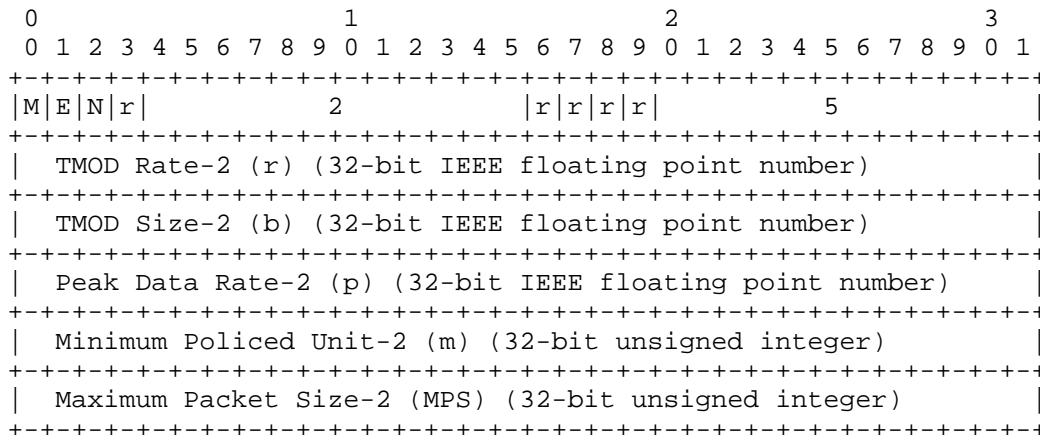 0                   1                   2                   3
 0 1 2 3 4 5 6 7 8 9 0 1 2 3 4 5 6 7 8 9 0 1 2 3 4 5 6 7 8 9 0 1
+-+-+-+-+-+-+-+-+-+-+-+-+-+-+-+-+-+-+-+-+-+-+-+-+-+-+-+-+-+-+-+-+
|M|E|N|r|           2           |r|r|r|r|          5            |
+-+-+-+-+-+-+-+-+-+-+-+-+-+-+-+-+-+-+-+-+-+-+-+-+-+-+-+-+-+-+-+-+
|  TMOD Rate-2 (r) (32-bit IEEE floating point number)          |
+-+-+-+-+-+-+-+-+-+-+-+-+-+-+-+-+-+-+-+-+-+-+-+-+-+-+-+-+-+-+-+-+
|  TMOD Size-2 (b) (32-bit IEEE floating point number)          |
+-+-+-+-+-+-+-+-+-+-+-+-+-+-+-+-+-+-+-+-+-+-+-+-+-+-+-+-+-+-+-+-+
|  Peak Data Rate-2 (p) (32-bit IEEE floating point number)     |
+-+-+-+-+-+-+-+-+-+-+-+-+-+-+-+-+-+-+-+-+-+-+-+-+-+-+-+-+-+-+-+-+
|  Minimum Policed Unit-2 (m) (32-bit unsigned integer)         |
+-+-+-+-+-+-+-+-+-+-+-+-+-+-+-+-+-+-+-+-+-+-+-+-+-+-+-+-+-+-+-+-+
|  Maximum Packet Size-2 (MPS) (32-bit unsigned integer)        |
+-+-+-+-+-+-+-+-+-+-+-+-+-+-+-+-+-+-+-+-+-+-+-+-+-+-+-+-+-+-+-+-+